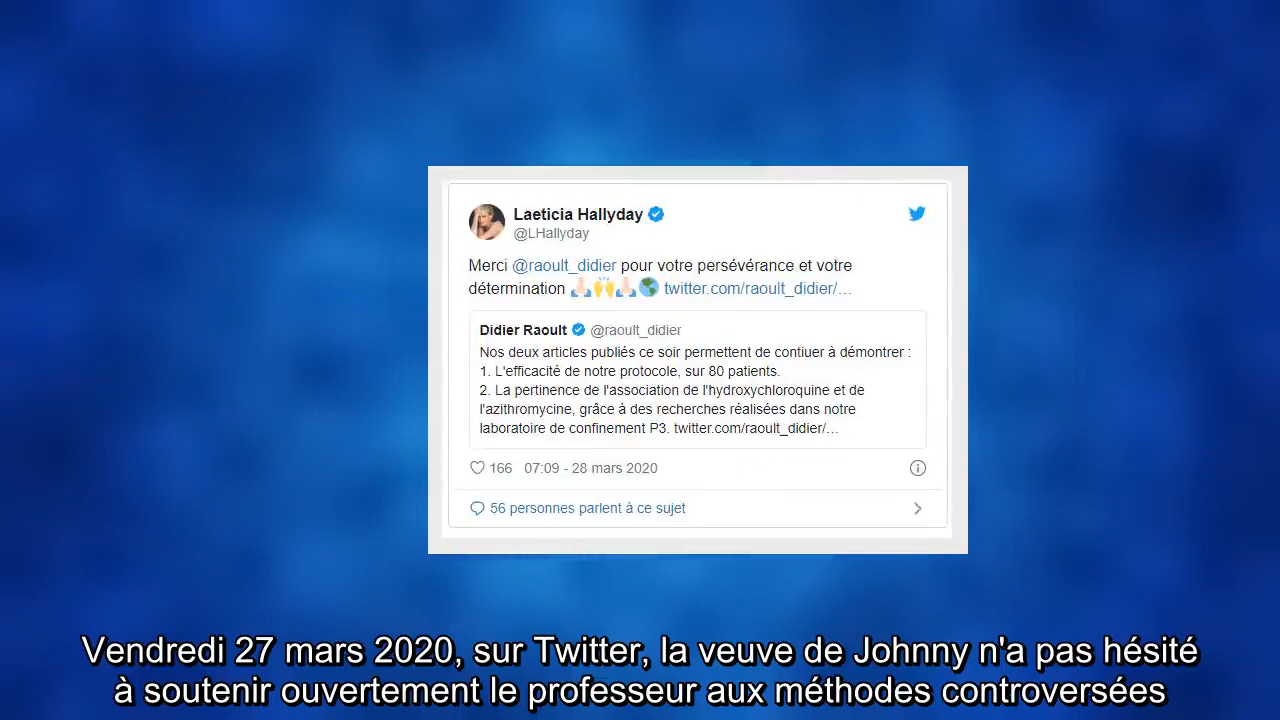 Laeticia Hallyday
@LHallyday
Merci @raoult_didier pour votre persévérance et votre
détermination 🙏🏻🙌🙏🏻🌎 twitter.com/raoult_didier/…
Didier Raoult @raoult_didier
Nos deux articles publiés ce soir permettent de contiuer à démontrer :
1. L'efficacité de notre protocole, sur 80 patients.
2. La pertinence de l'association de l'hydroxychloroquine et de
l'azithromycine, grâce à des recherches réalisées dans notre
laboratoire de confinement P3. twitter.com/raoult_didier/…
166 07:09 - 28 mars 2020
56 personnes parlent à ce sujet
Vendredi 27 mars 2020, sur Twitter, la veuve de Johnny n'a pas hésité
à soutenir ouvertement le professeur aux méthodes controversées